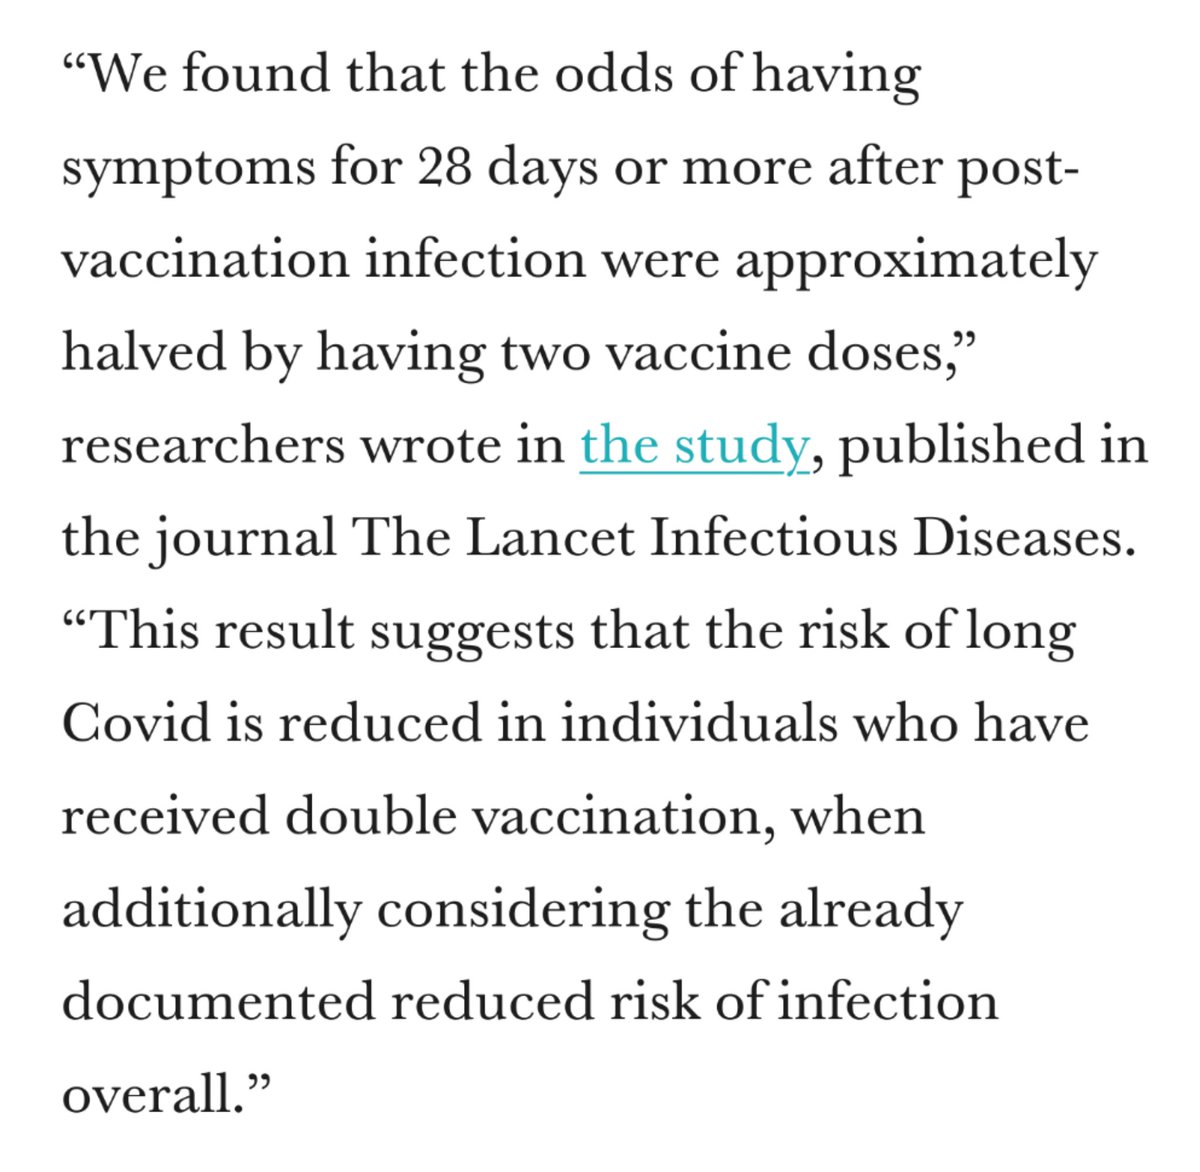 “We found that the odds of having
symptoms for 28 days or more after post-
vaccination infection were approximately
halved by having two vaccine doses,”
researchers wrote in the study, published in
the journal The Lancet Infectious Diseases.
“This result suggests that the risk of long
Covid is reduced in individuals who have
received double vaccination, when
additionally considering the already
documented reduced risk of infection
overall.”